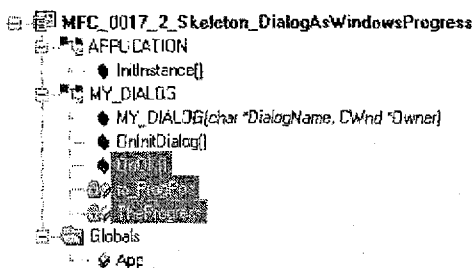 MFC_0017_2_Skeleton_DialogAsWindowsProgress
APPLICATION
InitInstance()
MY_DIALOG
MY_DIALOG(char *DialogName, CWnd *Owner)
OnInitDialog()
Globals
App